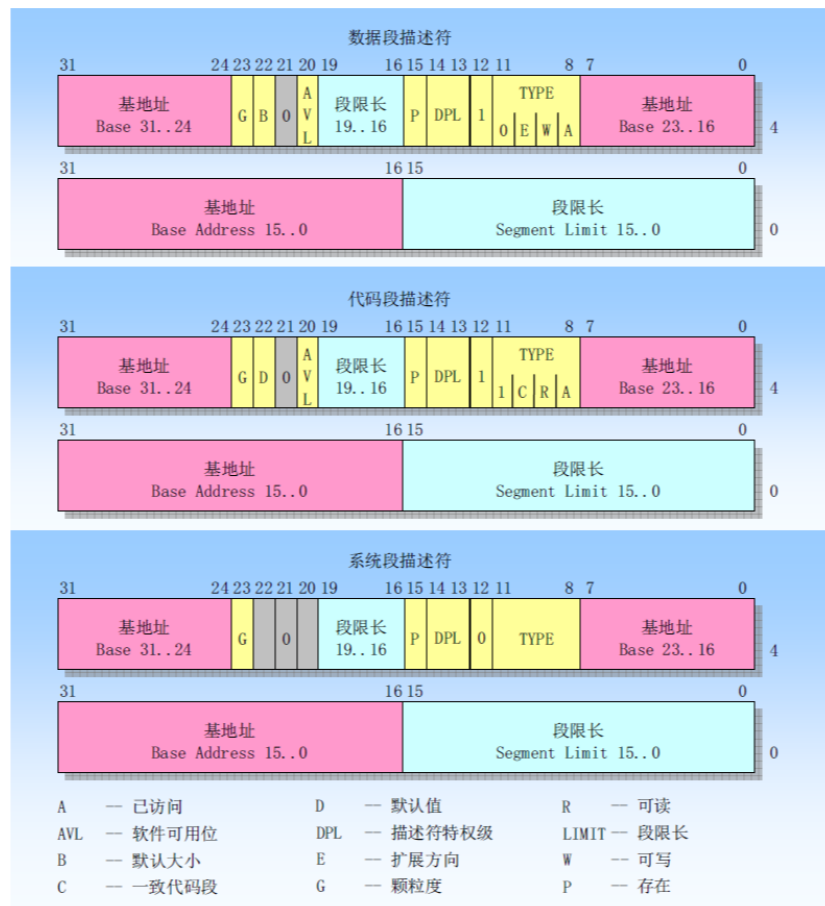 数据段描述符
31 24 23 22 21 20 19 16 15 14 13 12 11 8 7 0
基地址 G B 0 AVL 段限长 P DPL 1 TYPE 基地址
Base 31..24 19..16 0 E W A Base 23..16 4
31 16 15 0
基地址 段限长
Base Address 15..0 Segment Limit 15..0 0
代码段描述符
31 24 23 22 21 20 19 16 15 14 13 12 11 8 7 0
基地址 G D 0 AVL 段限长 P DPL 1 TYPE 基地址
Base 31..24 19..16 1 C R A Base 23..16 4
31 16 15 0
基地址 段限长
Base Address 15..0 Segment Limit 15..0 0
系统段描述符
31 24 23 22 21 20 19 16 15 14 13 12 11 8 7 0
基地址 G 0 段限长 P DPL 0 TYPE 基地址
Base 31..24 19..16 Base 23..16 4
31 16 15 0
基地址 段限长
Base Address 15..0 Segment Limit 15..0 0
A -- 已访问 D -- 默认值 R -- 可读
AVL -- 软件可用位 DPL -- 描述符特权级 LIMIT -- 段限长
B -- 默认大小 E -- 扩展方向 W -- 可写
C -- 一致代码段 G -- 颗粒度 P -- 存在